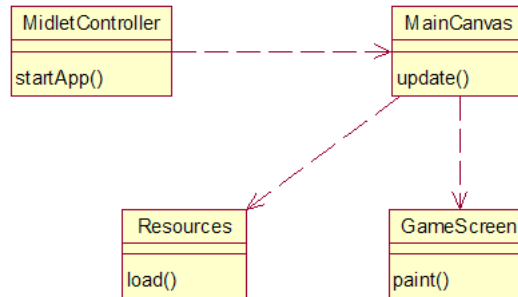 MidletController
startApp()
MainCanvas
update()
Resources
load()
GameScreen
paint()